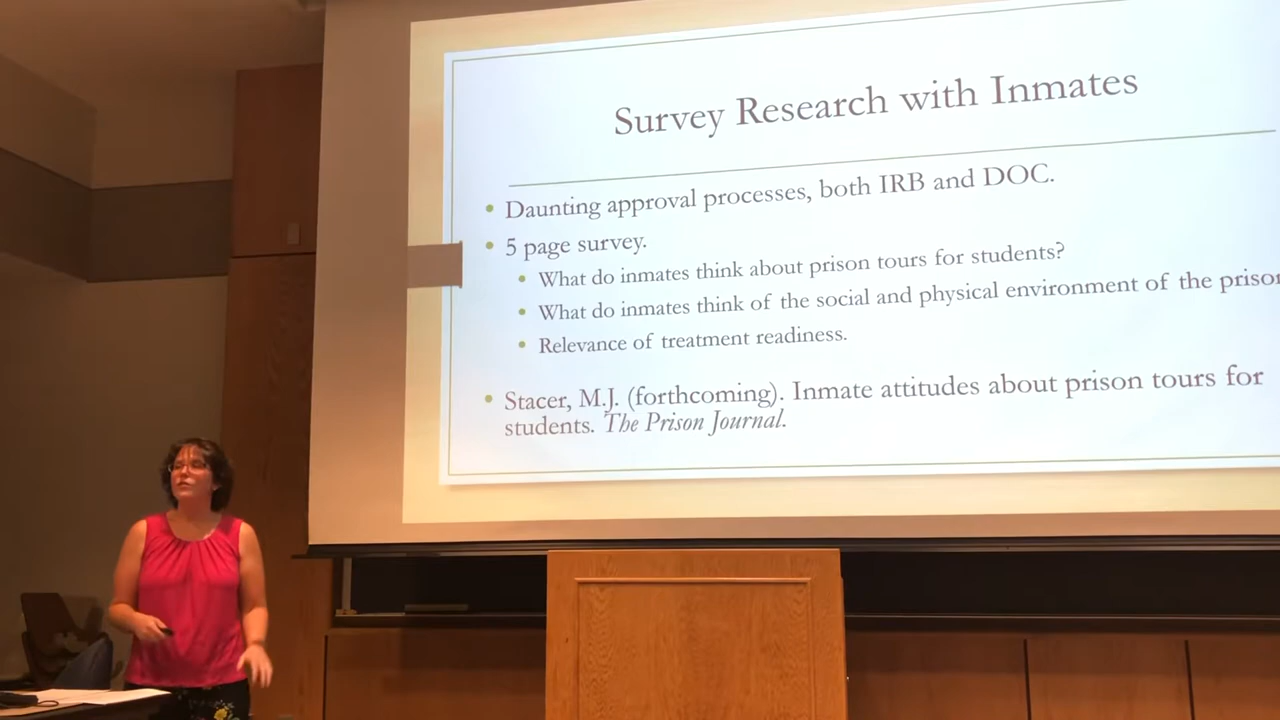 Survey Research with Inmates
Daunting approval processes, both IRB and DOC.
5 page survey.
What do inmates think about prison tours for students?
What do inmates think of the social and physical environment of the prison
Relevance of treatment readiness.
Stacer, M.J. (forthcoming). Inmate attitudes about prison tours for
students. The Prison Journal.